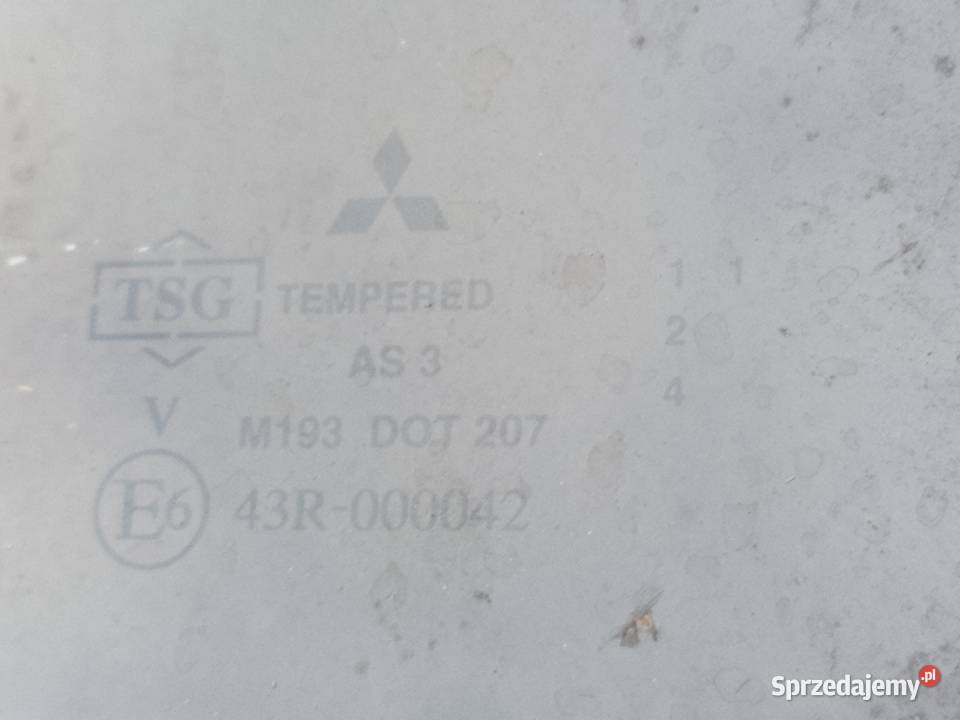 TSG TEMPERED
AS 3
V
M193 DOT 207
E6 43R-000042
1 1
2
4
Sprzedajemy.pl